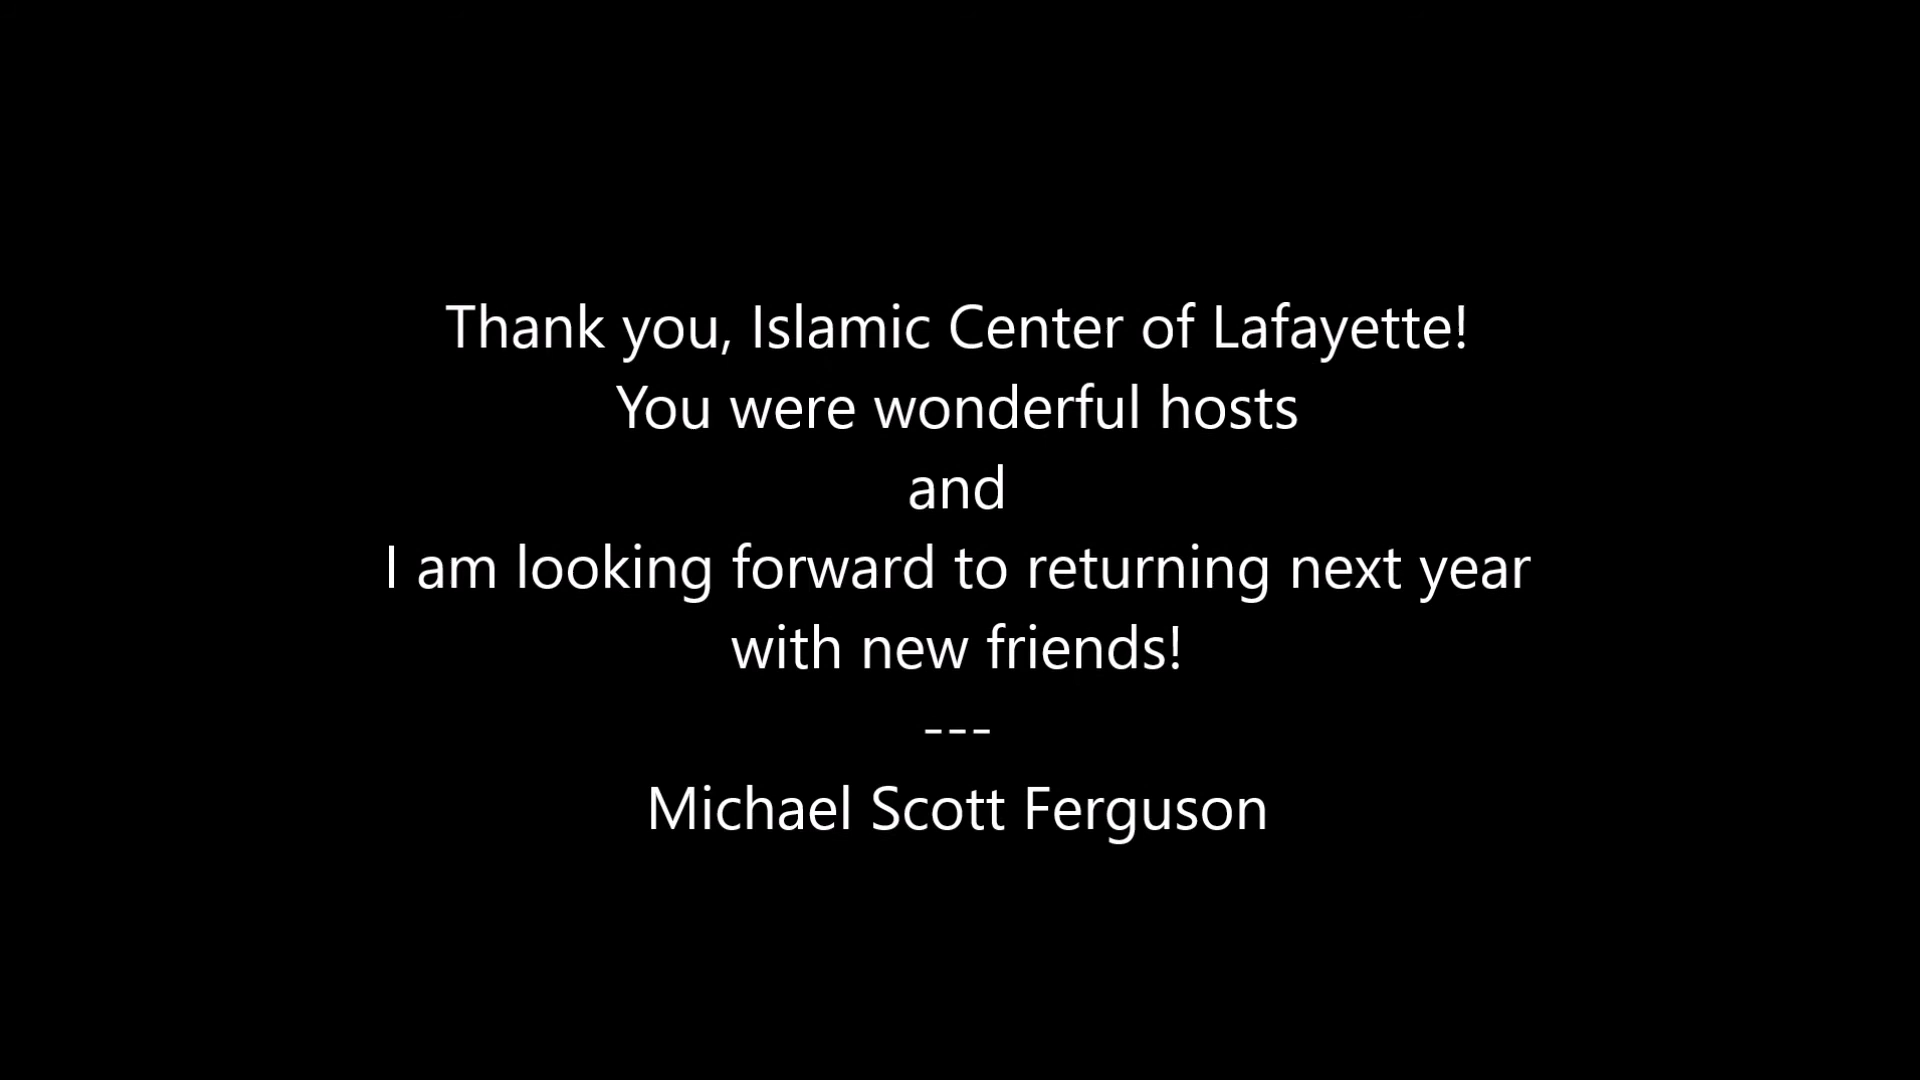 Thank you, Islamic Center of Lafayette!
You were wonderful hosts
and
I am looking forward to returning next year
with new friends!
---
Michael Scott Ferguson